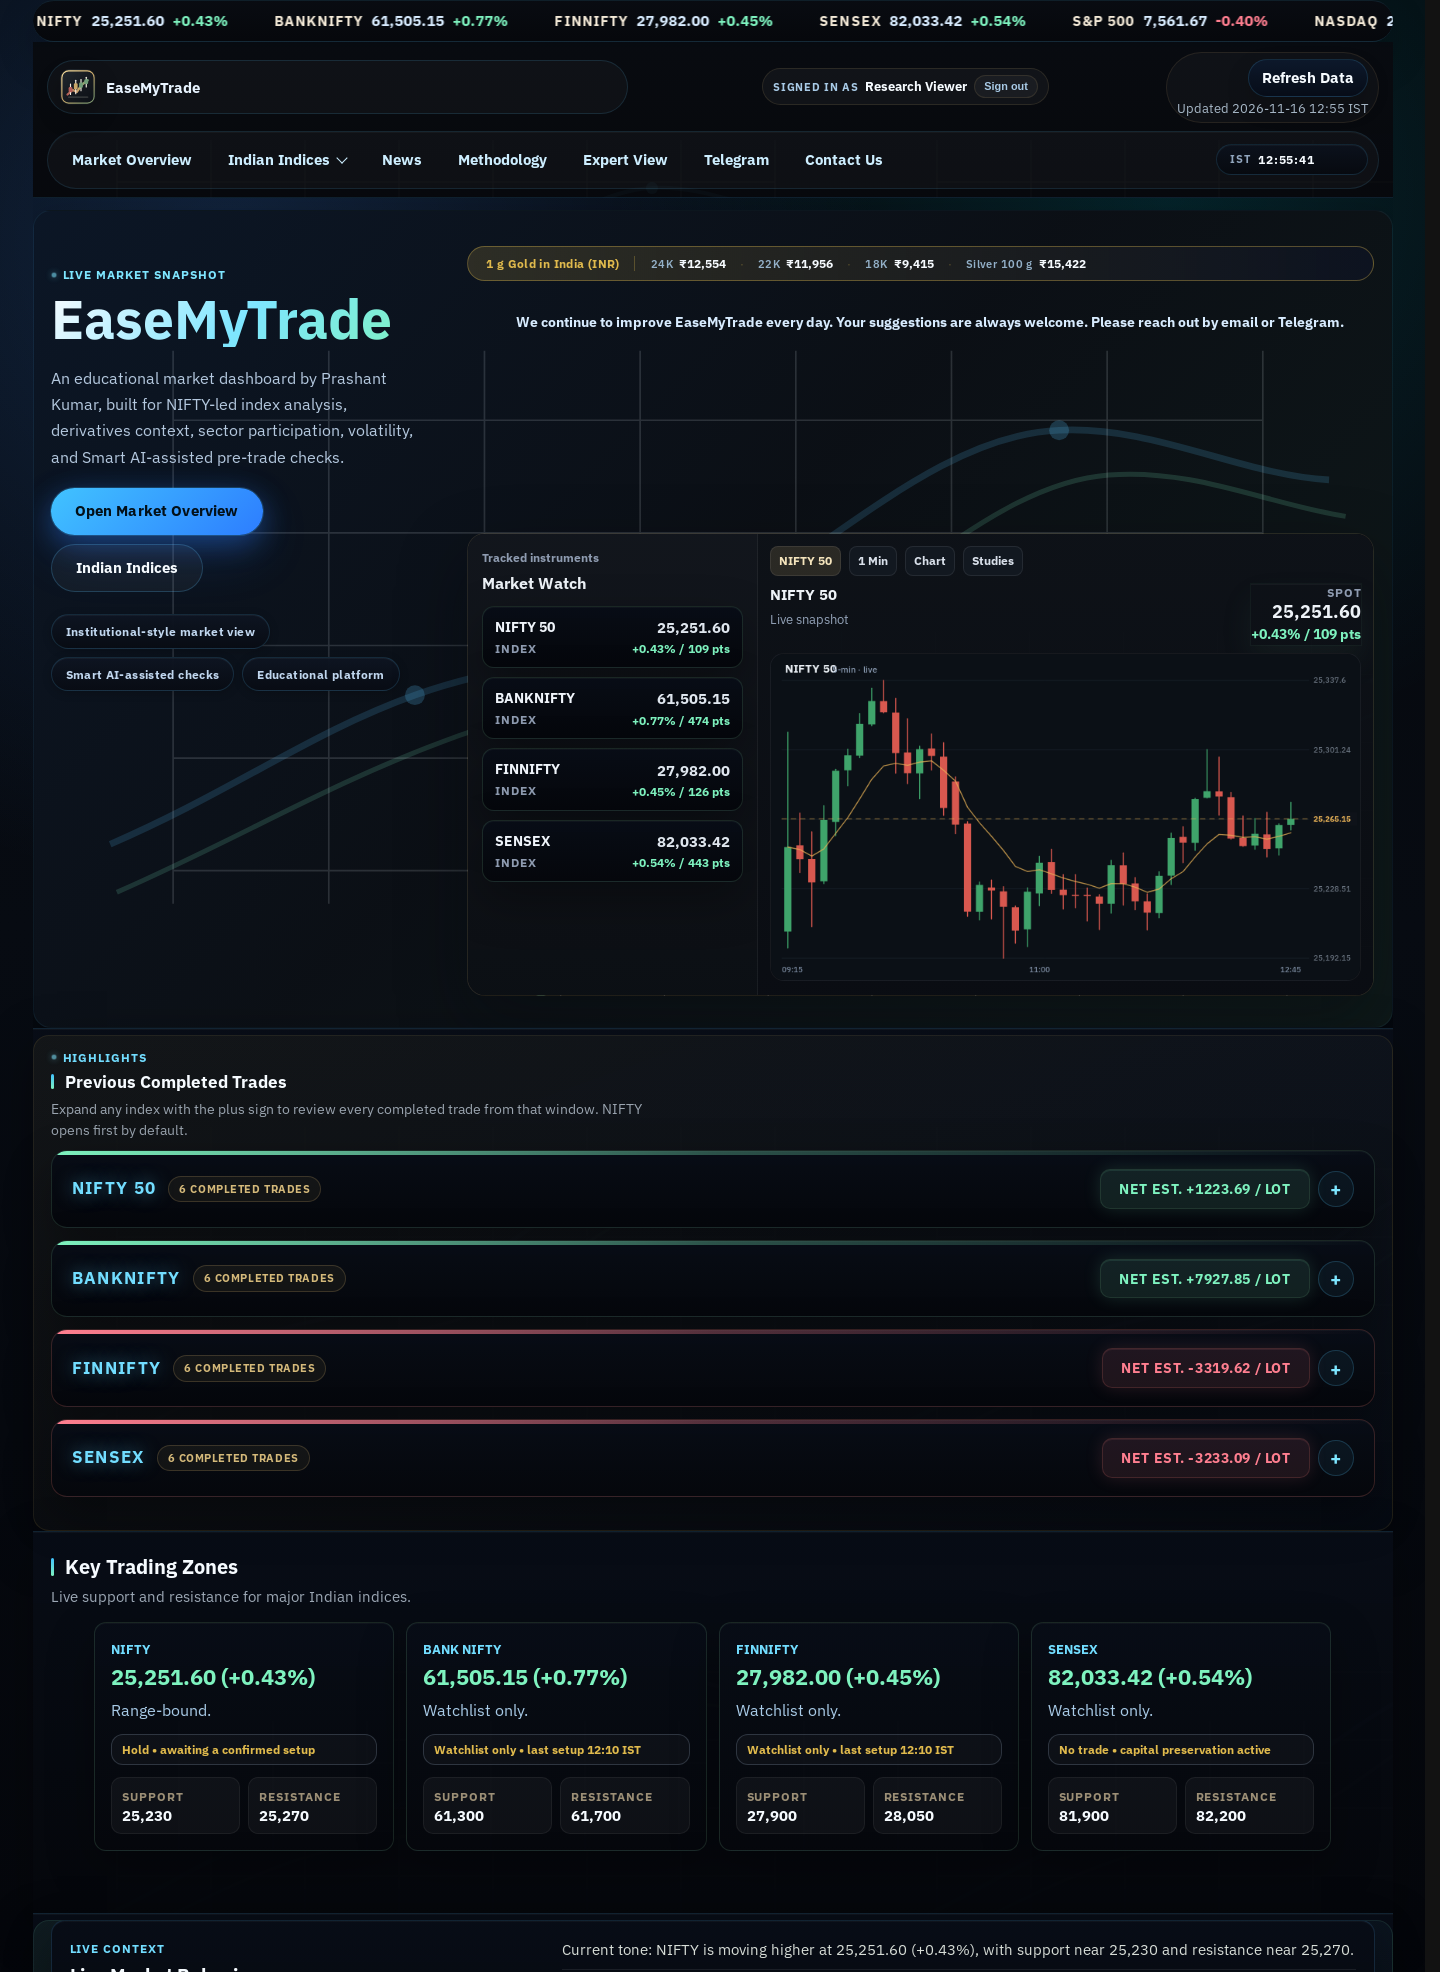 NIFTY 25,251.60 +0.43% BANKNIFTY 61,505.15 +0.77% FINNIFTY 27,982.00 +0.45% SENSEX 82,033.42 +0.54% S&P 500 7,561.67 -0.40% NASDAQ
EaseMyTrade
SIGNED IN AS Research Viewer Sign out
Refresh Data
Updated 2026-11-16 12:55 IST
Market Overview Indian Indices News Methodology Expert View Telegram Contact Us
IST 12:55:41
LIVE MARKET SNAPSHOT
EaseMyTrade
An educational market dashboard by Prashant
Kumar, built for NIFTY-led index analysis,
derivatives context, sector participation, volatility,
and Smart AI-assisted pre-trade checks.
Open Market Overview
Indian Indices
Institutional-style market view
Smart AI-assisted checks
Educational platform
1 g Gold in India (INR) 24K ₹12,554 · 22K ₹11,956 · 18K ₹9,415 · Silver 100 g ₹15,422
We continue to improve EaseMyTrade every day. Your suggestions are always welcome. Please reach out by email or Telegram.
Tracked instruments
Market Watch
NIFTY 50 25,251.60
INDEX +0.43% / 109 pts
BANKNIFTY 61,505.15
INDEX +0.77% / 474 pts
FINNIFTY 27,982.00
INDEX +0.45% / 126 pts
SENSEX 82,033.42
INDEX +0.54% / 443 pts
NIFTY 50 1 Min Chart Studies
NIFTY 50
Live snapshot
SPOT
25,251.60
+0.43% / 109 pts
NIFTY 50 -min · live
25,337.6
25,301.24
25,265.15
25,228.51
25,192.15
09:15 11:00 12:45
HIGHLIGHTS
Previous Completed Trades
Expand any index with the plus sign to review every completed trade from that window. NIFTY
opens first by default.
NIFTY 50 6 COMPLETED TRADES NET EST. +1223.69 / LOT +
BANKNIFTY 6 COMPLETED TRADES NET EST. +7927.85 / LOT +
FINNIFTY 6 COMPLETED TRADES NET EST. -3319.62 / LOT +
SENSEX 6 COMPLETED TRADES NET EST. -3233.09 / LOT +
Key Trading Zones
Live support and resistance for major Indian indices.
NIFTY
25,251.60 (+0.43%)
Range-bound.
Hold • awaiting a confirmed setup
SUPPORT RESISTANCE
25,230 25,270
BANK NIFTY
61,505.15 (+0.77%)
Watchlist only.
Watchlist only • last setup 12:10 IST
SUPPORT RESISTANCE
61,300 61,700
FINNIFTY
27,982.00 (+0.45%)
Watchlist only.
Watchlist only • last setup 12:10 IST
SUPPORT RESISTANCE
27,900 28,050
SENSEX
82,033.42 (+0.54%)
Watchlist only.
No trade • capital preservation active
SUPPORT RESISTANCE
81,900 82,200
LIVE CONTEXT
Current tone: NIFTY is moving higher at 25,251.60 (+0.43%), with support near 25,230 and resistance near 25,270.